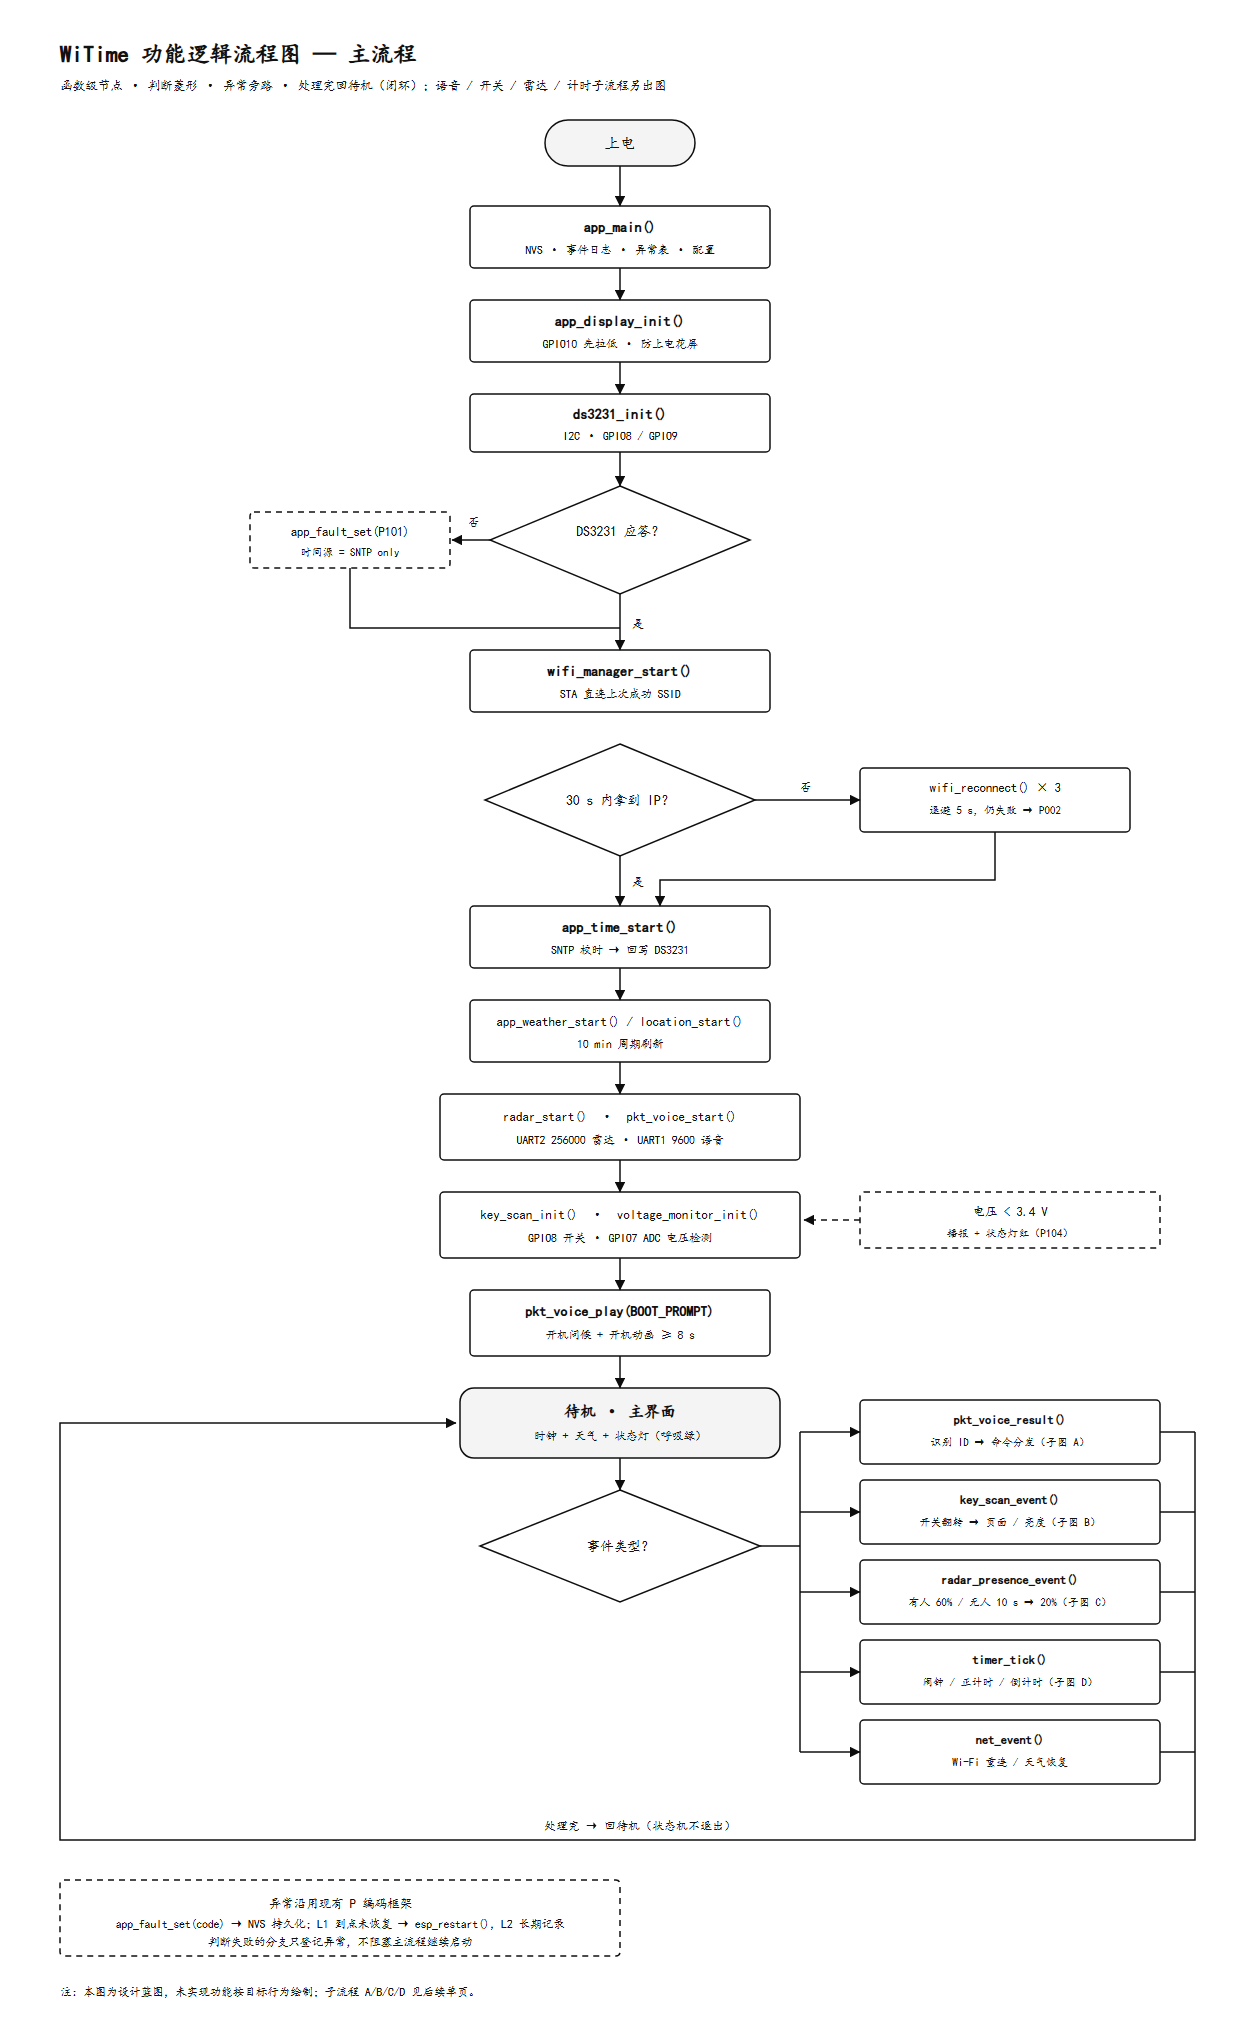 WiTime 功能逻辑流程图 — 主流程
函数级节点 • 判断菱形 • 异常旁路 • 处理完回待机（闭环）；语音 / 开关 / 雷达 / 计时子流程另出图
上电
app_main()
NVS • 事件日志 • 异常表 • 配置
app_display_init()
GPIO10 先拉低 • 防上电花屏
ds3231_init()
I2C • GPIO8 / GPIO9
DS3231 应答？
否
app_fault_set(P101)
时间源 = SNTP only
是
wifi_manager_start()
STA 直连上次成功 SSID
30 s 内拿到 IP？
否
wifi_reconnect() × 3
退避 5 s，仍失败 → P002
是
app_time_start()
SNTP 校时 → 回写 DS3231
app_weather_start() / location_start()
10 min 周期刷新
radar_start() • pkt_voice_start()
UART2 256000 雷达 • UART1 9600 语音
key_scan_init() • voltage_monitor_init()
GPIO8 开关 • GPIO7 ADC 电压检测
电压 < 3.4 V
播报 + 状态灯红（P104）
pkt_voice_play(BOOT_PROMPT)
开机问候 + 开机动画 ≥ 8 s
待机 • 主界面
时钟 + 天气 + 状态灯（呼吸绿）
事件类型？
pkt_voice_result()
识别 ID → 命令分发（子图 A）
key_scan_event()
开关翻转 → 页面 / 亮度（子图 B）
radar_presence_event()
有人 60% / 无人 10 s → 20%（子图 C）
timer_tick()
闹钟 / 正计时 / 倒计时（子图 D）
net_event()
Wi-Fi 重连 / 天气恢复
处理完 → 回待机（状态机不退出）
异常沿用现有 P 编码框架
app_fault_set(code) → NVS 持久化；L1 到点未恢复 → esp_restart()，L2 长期记录
判断失败的分支只登记异常，不阻塞主流程继续启动
注：本图为设计蓝图，未实现功能按目标行为绘制；子流程 A/B/C/D 见后续单页。